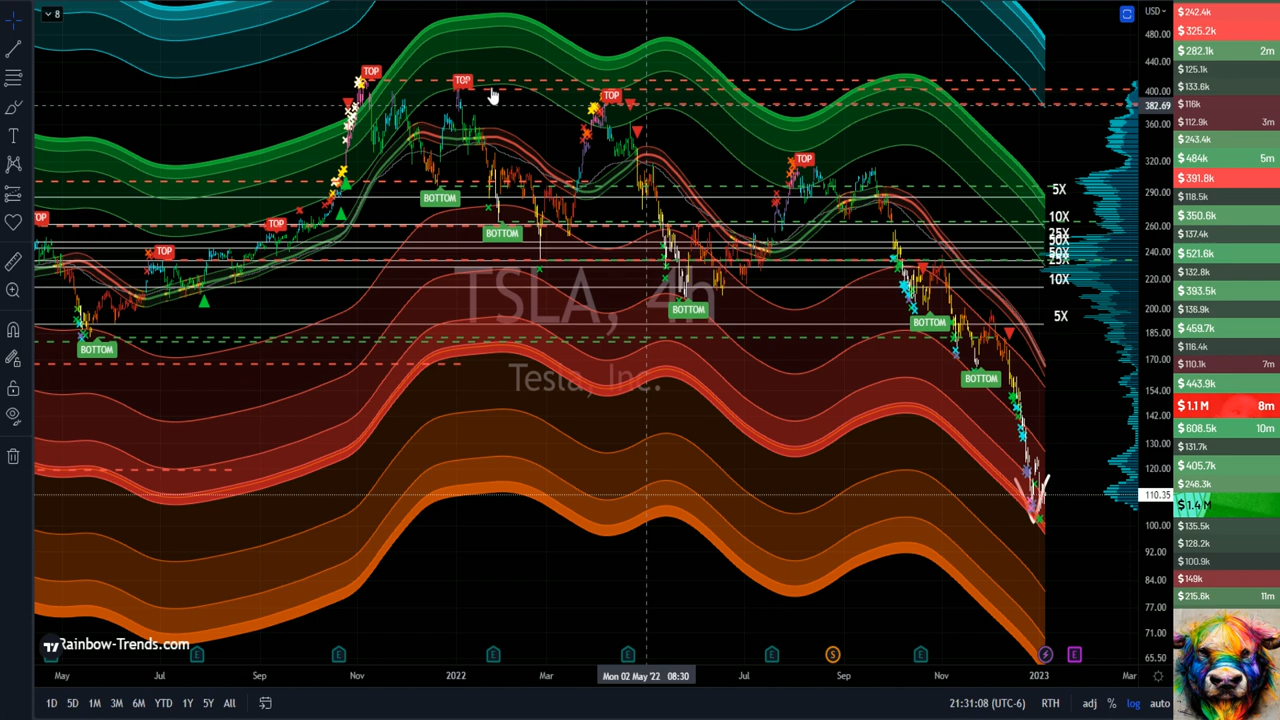 8
USD
$242.4k
480.00
$325.2k
440.00
$282.1k 2m
TOP
$125.1k
TOP
400.00
$133.6k
TOP
382.69
$116k
360.00
$112.9k 3m
$243.4k
TOP
320.00
$484k 5m
$391.8k
BOTTOM
5X
290.00
$118.5k
TOP
TOP
10X
$350.6k
BOTTOM
260.00
25X
50X
$137.4k
TOP
50X
25X
240.00
$521.6k
TSLA, 4h
10X
220.00
$132.8k
$393.5k
BOTTOM
5X
200.00
$136.9k
BOTTOM
185.00
$459.7k
BOTTOM
$116.4k
170.00
$110.1k 7m
Tesla, Inc.
BOTTOM
154.00
$443.9k
142.00
$1.1 M 8m
130.00
$608.5k 10m
$131.7k
120.00
$405.7k
$246.3k
110.35
$1.4 M
100.00
$135.5k
92.00
$128.2k
$100.9k
84.00
$149k
77.00
$215.6k 11m
71.00
Rainbow-Trends.com
65.50
E E E E E E S E E
May Jul Sep Nov 2022 Mar Mon 02 May '22 08:30 Jul Sep Nov 2023 Mar
1D 5D 1M 3M 6M YTD 1Y 5Y All 21:31:08 (UTC-6) RTH adj % log auto